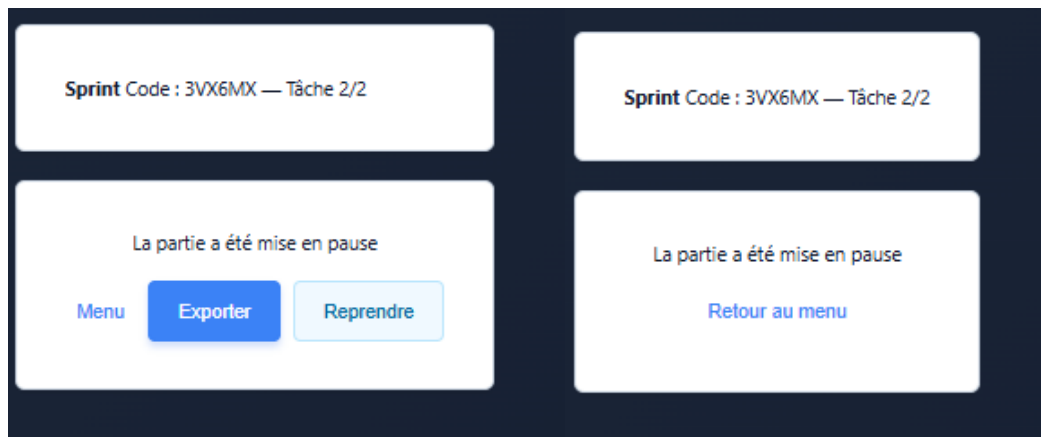 Sprint Code : 3VX6MX — Tâche 2/2
La partie a été mise en pause
Menu Exporter Reprendre
Sprint Code : 3VX6MX — Tâche 2/2
La partie a été mise en pause
Retour au menu